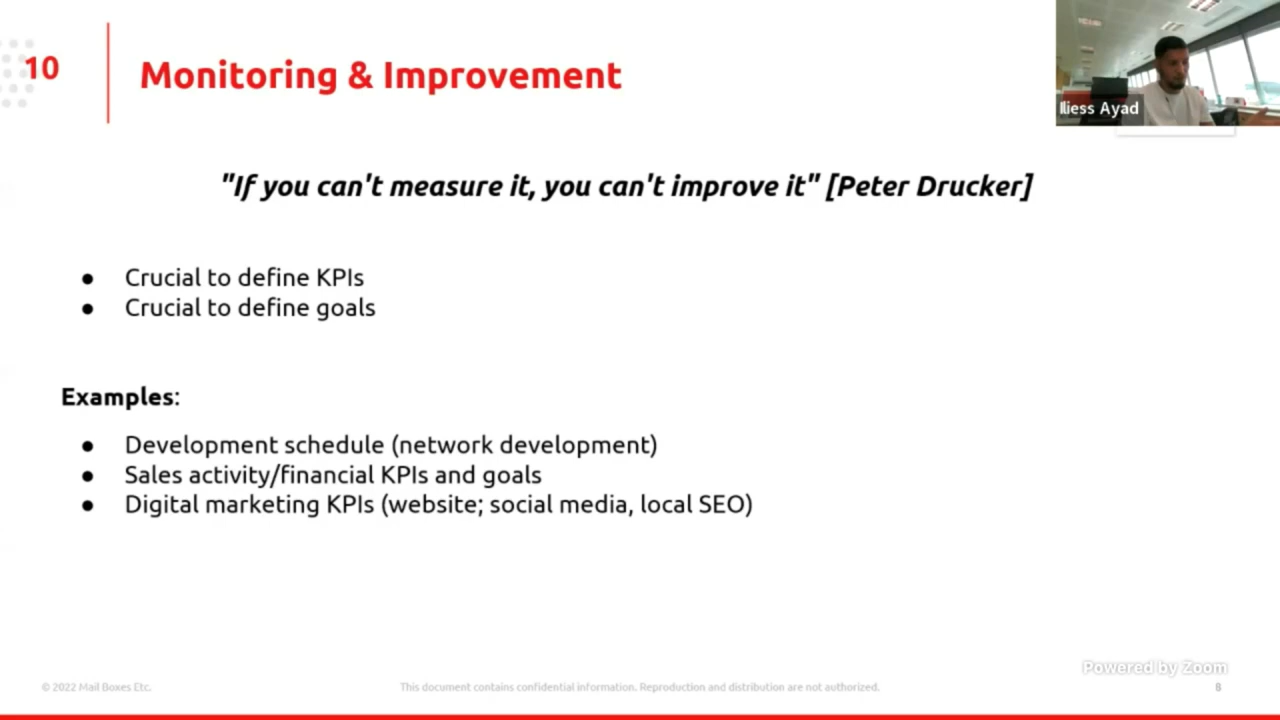 10
Monitoring & Improvement
Iliess Ayad
"If you can't measure it, you can't improve it" [Peter Drucker]
● Crucial to define KPIs
● Crucial to define goals
Examples:
● Development schedule (network development)
● Sales activity/financial KPIs and goals
● Digital marketing KPIs (website; social media, local SEO)
Powered by Zoom
© 2022 Mail Boxes Etc.
This document contains confidential information. Reproduction and distribution are not authorized.
8